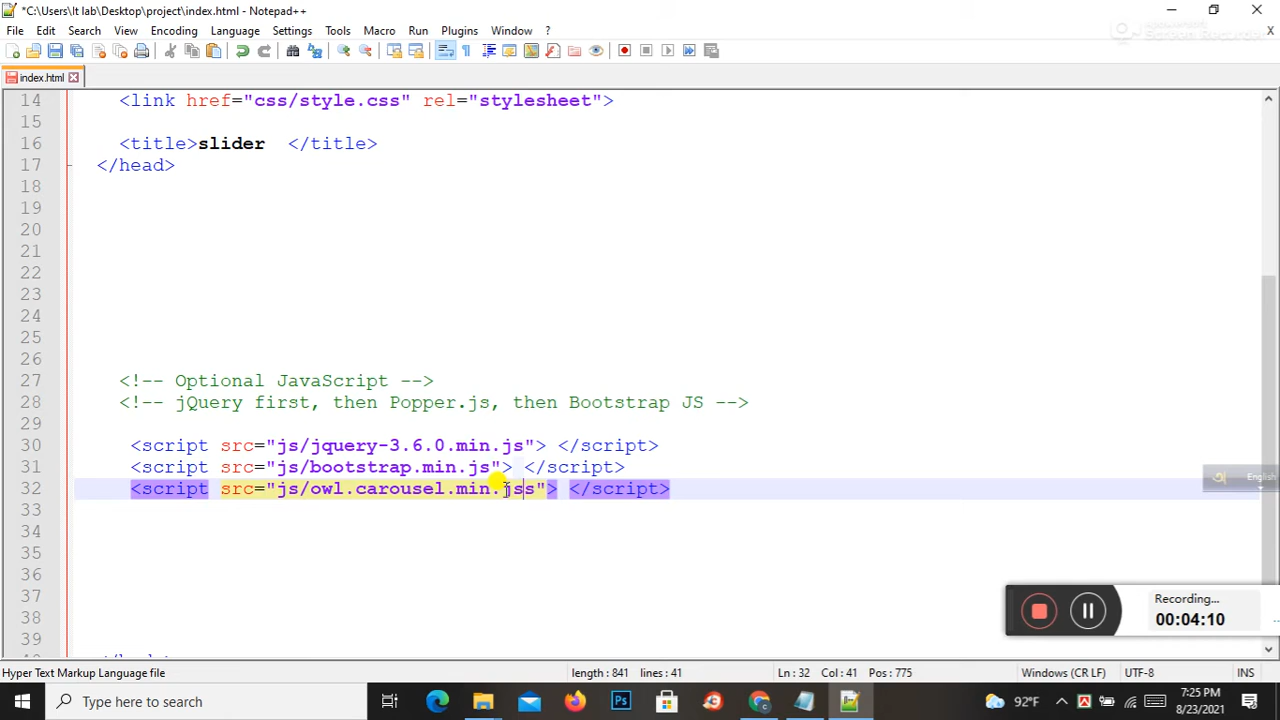 *C:\Users\lt lab\Desktop\project\index.html - Notepad++
File Edit Search View Encoding Language Settings Tools Macro Run Plugins Window ?
X
index.html
14 <link href="css/style.css" rel="stylesheet">
15
16 <title>slider </title>
17 </head>
18
19
20
21
22
23
24
25
26
27 <!-- Optional JavaScript -->
28 <!-- jQuery first, then Popper.js, then Bootstrap JS -->
29
30 <script src="js/jquery-3.6.0.min.js"> </script>
31 <script src="js/bootstrap.min.js"> </script>
32 <script src="js/owl.carousel.min.jss"> </script>
33
34
35
36
37
38
39
English
Recording...
00:04:10
Hyper Text Markup Language file length : 841 lines : 41 Ln : 32 Col : 41 Pos : 775 Windows (CR LF) UTF-8 INS
Type here to search
Ps
92°F
7:25 PM
8/23/2021